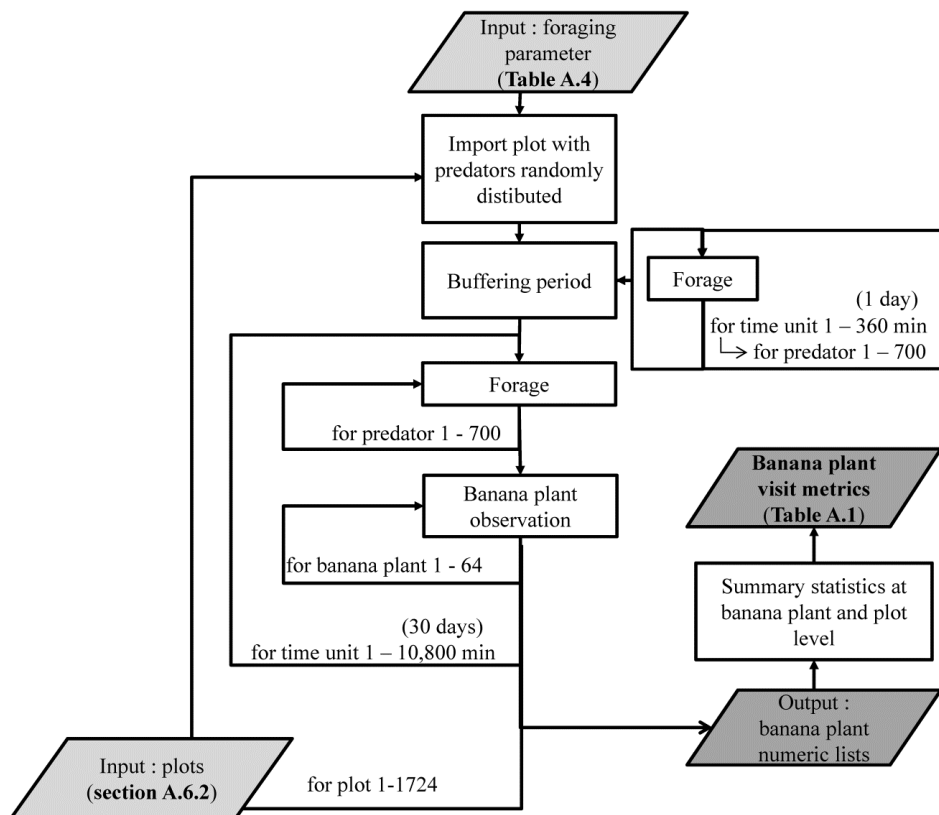 Input : foraging
parameter
(Table A.4)
Import plot with
predators randomly
distibuted
Buffering period
Forage
(1 day)
for time unit 1 – 360 min
for predator 1 – 700
Forage
for predator 1 - 700
Banana plant
observation
for banana plant 1 - 64
(30 days)
for time unit 1 – 10,800 min
Banana plant
visit metrics
(Table A.1)
Summary statistics at
banana plant and plot
level
Output :
banana plant
numeric lists
Input : plots
(section A.6.2)
for plot 1-1724